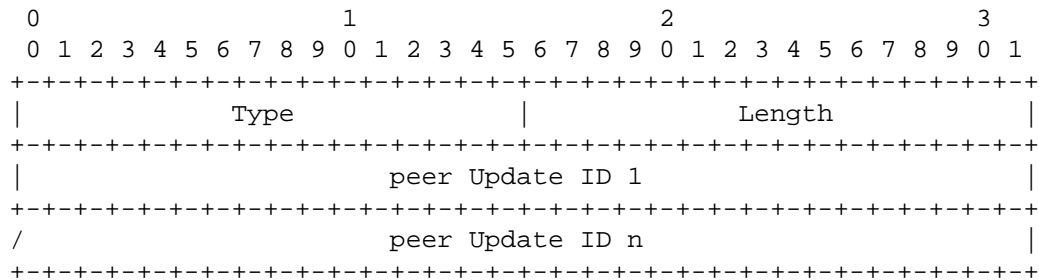 0                   1                   2                   3
 0 1 2 3 4 5 6 7 8 9 0 1 2 3 4 5 6 7 8 9 0 1 2 3 4 5 6 7 8 9 0 1
+-+-+-+-+-+-+-+-+-+-+-+-+-+-+-+-+-+-+-+-+-+-+-+-+-+-+-+-+-+-+-+-+
|             Type              |             Length            |
+-+-+-+-+-+-+-+-+-+-+-+-+-+-+-+-+-+-+-+-+-+-+-+-+-+-+-+-+-+-+-+-+
|                       peer Update ID 1                        |
+-+-+-+-+-+-+-+-+-+-+-+-+-+-+-+-+-+-+-+-+-+-+-+-+-+-+-+-+-+-+-+-+
/                       peer Update ID n                        |
+-+-+-+-+-+-+-+-+-+-+-+-+-+-+-+-+-+-+-+-+-+-+-+-+-+-+-+-+-+-+-+-+